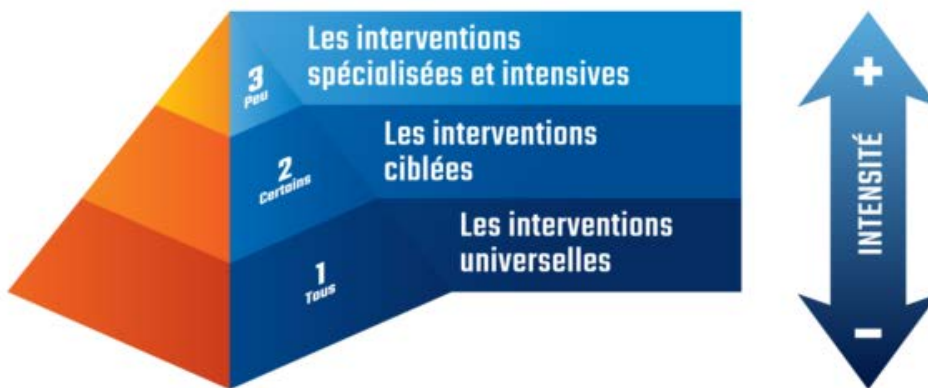 3
Peu
Les interventions
spécialisées et intensives
2
Certains
Les interventions
ciblées
1
Tous
Les interventions
universelles
+
INTENSITÉ
-